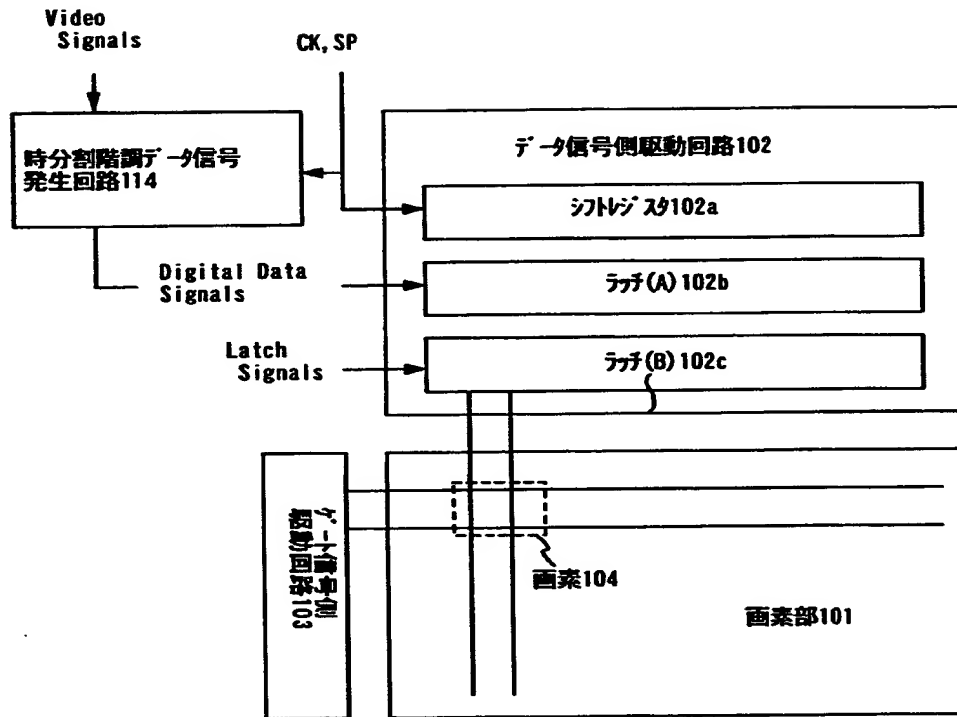 Video
Signals
CK, SP
時分割階調データ信号
発生回路114
データ信号側駆動回路102
シフトレジスタ102a
Digital Data
Signals
ラッチ(A)102b
Latch
Signals
ラッチ(B)102c
ゲート信号側
駆動回路103
画素104
画素部101